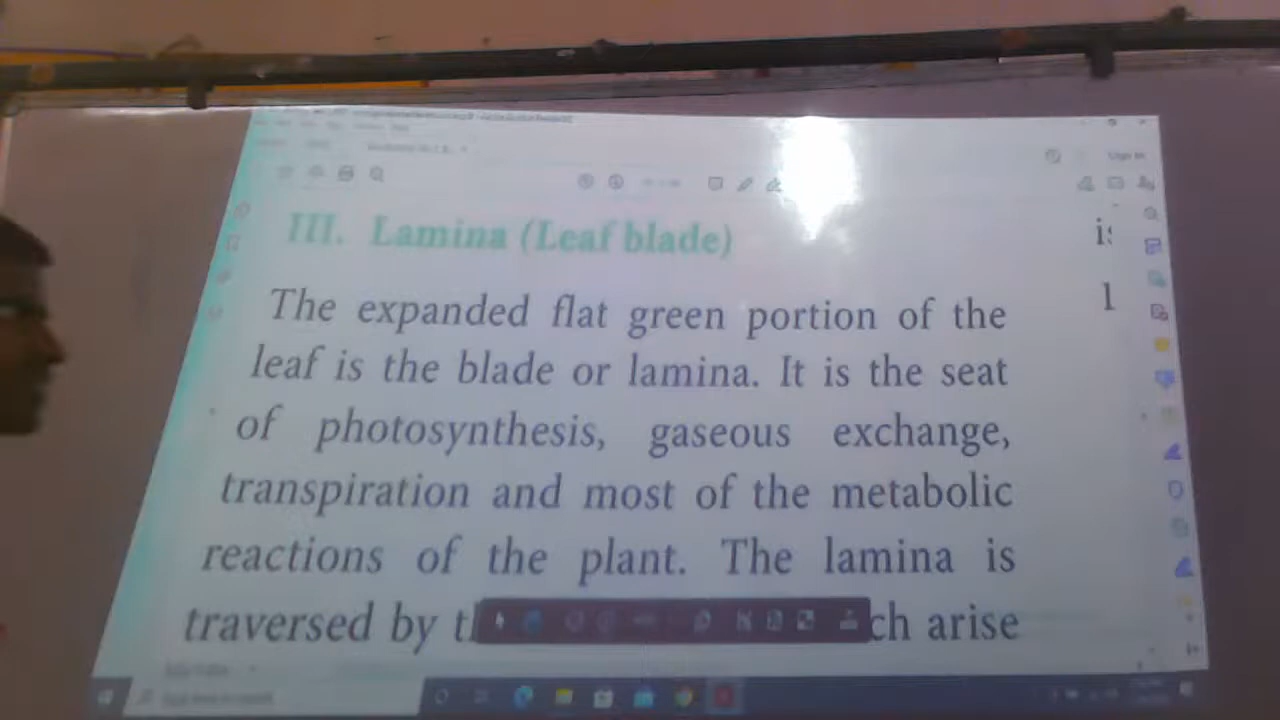 Sign In
III. Lamina (Leaf blade)
The expanded flat green portion of the
leaf is the blade or lamina. It is the seat
of photosynthesis, gaseous exchange,
transpiration and most of the metabolic
reactions of the plant. The lamina is
traversed by
arise